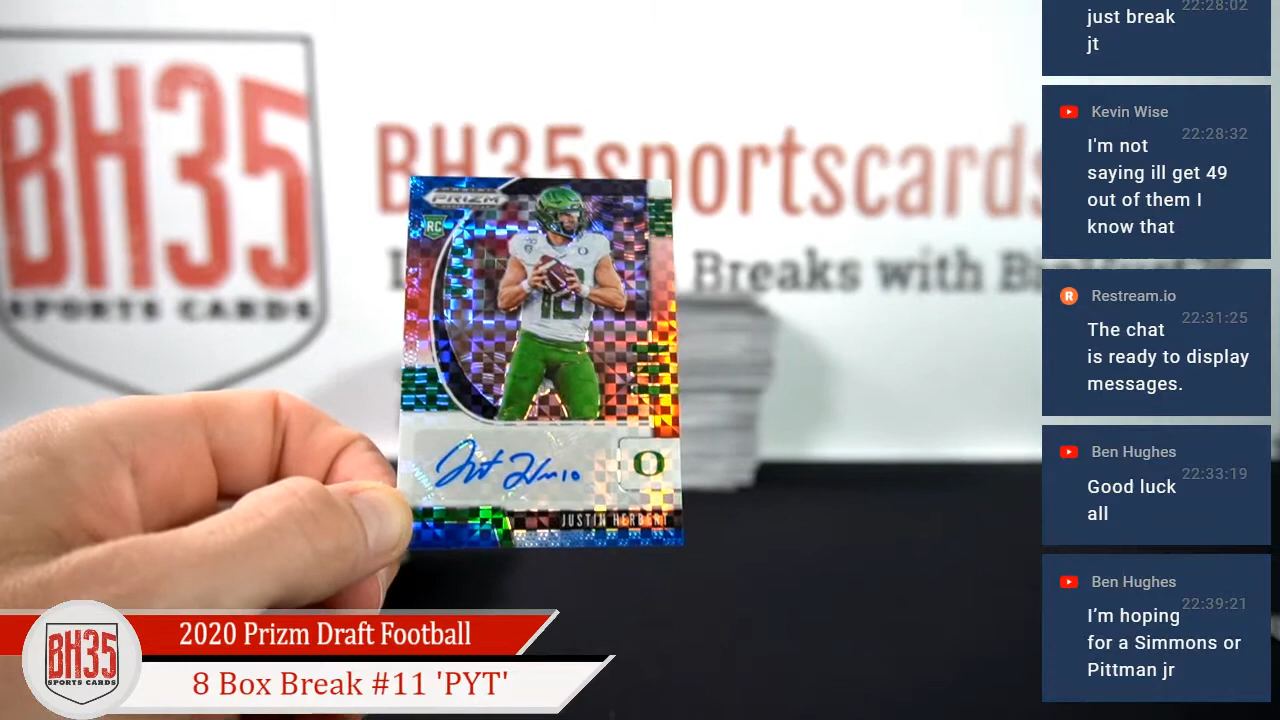 BH35
SPORTS CARDS
BH35sportscards
Breaks with
PRIZM
RC
10
O
JUSTIN HERBERT
2020 Prizm Draft Football
8 Box Break #11 'PYT'
BH35
SPORTS CARDS
22:28:02
just break
jt
Kevin Wise
22:28:32
I'm not
saying ill get 49
out of them I
know that
Restream.io
22:31:25
The chat
is ready to display
messages.
Ben Hughes
22:33:19
Good luck
all
Ben Hughes
22:39:21
I’m hoping
for a Simmons or
Pittman jr